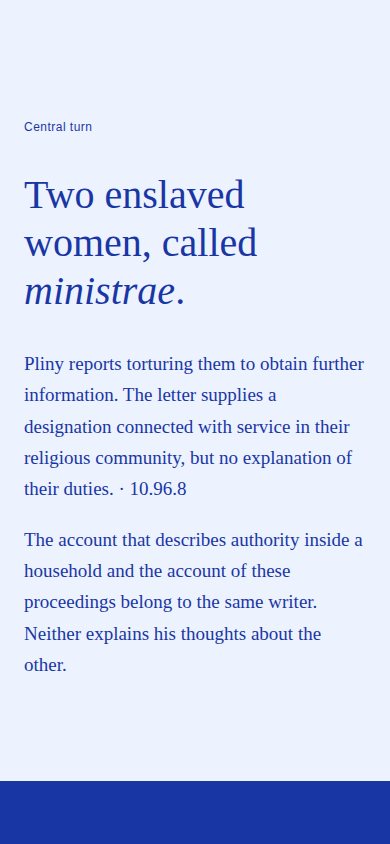 Central turn
Two enslaved
women, called
ministrae.
Pliny reports torturing them to obtain further
information. The letter supplies a
designation connected with service in their
religious community, but no explanation of
their duties. · 10.96.8
The account that describes authority inside a
household and the account of these
proceedings belong to the same writer.
Neither explains his thoughts about the
other.